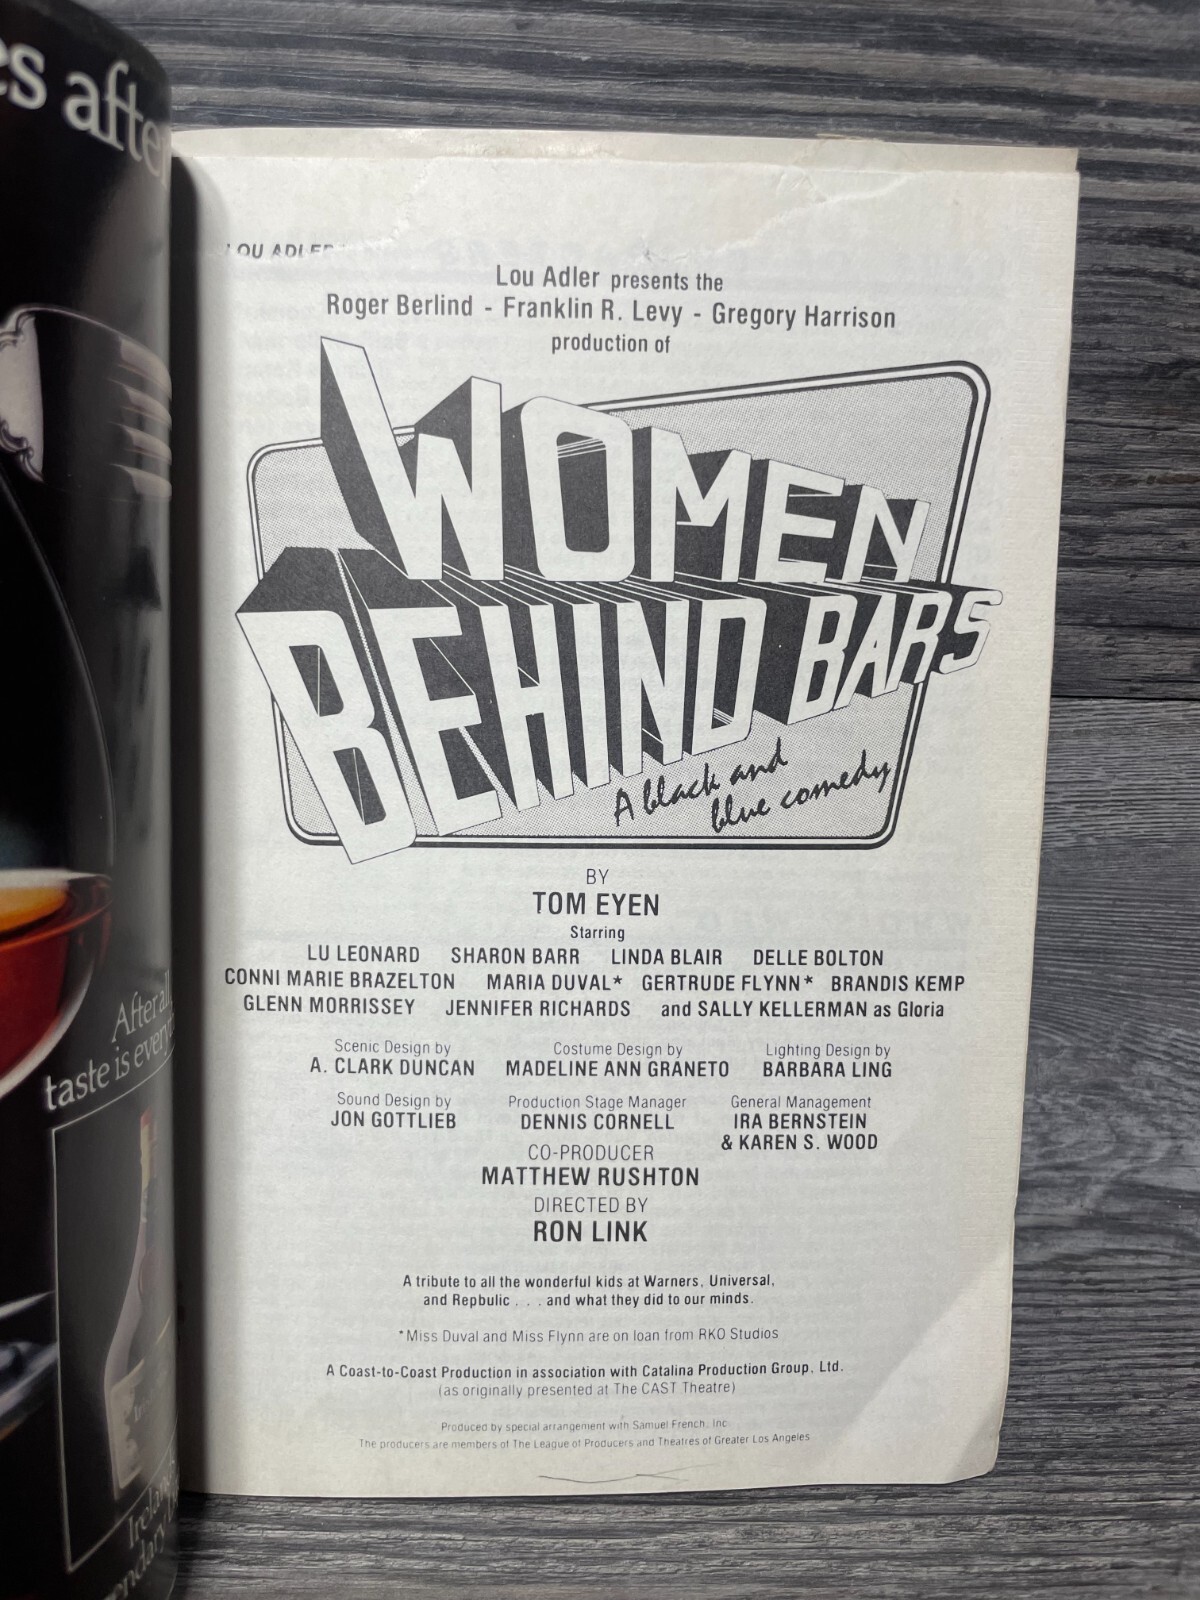 es after
After all
taste is every
LOU ADLER
Lou Adler presents the
Roger Berlind - Franklin R. Levy - Gregory Harrison
production of
WOMEN
BEHIND BARS
A black and
blue comedy
BY
TOM EYEN
Starring
LU LEONARD SHARON BARR LINDA BLAIR DELLE BOLTON
CONNI MARIE BRAZELTON MARIA DUVAL* GERTRUDE FLYNN* BRANDIS KEMP
GLENN MORRISSEY JENNIFER RICHARDS and SALLY KELLERMAN as Gloria
Scenic Design by Costume Design by Lighting Design by
A. CLARK DUNCAN MADELINE ANN GRANETO BARBARA LING
Sound Design by Production Stage Manager General Management
JON GOTTLIEB DENNIS CORNELL IRA BERNSTEIN
& KAREN S. WOOD
CO-PRODUCER
MATTHEW RUSHTON
DIRECTED BY
RON LINK
A tribute to all the wonderful kids at Warners, Universal,
and Repbulic . . . and what they did to our minds.
*Miss Duval and Miss Flynn are on loan from RKO Studios
A Coast-to-Coast Production in association with Catalina Production Group, Ltd.
(as originally presented at The CAST Theatre)
Produced by special arrangement with Samuel French, Inc.
The producers are members of The League of Producers and Theatres of Greater Los Angeles